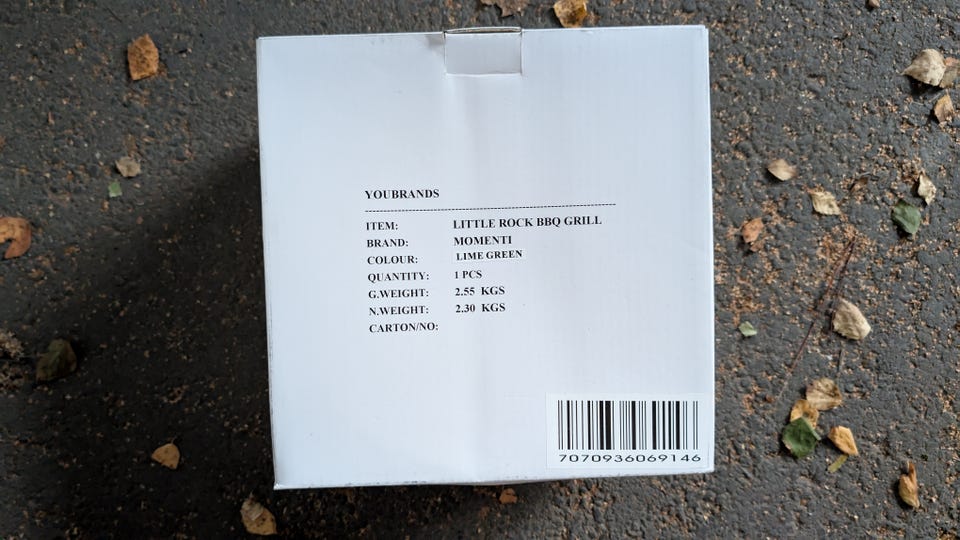 YOUBRANDS
--------------------------------------------------------------
ITEM: LITTLE ROCK BBQ GRILL
BRAND: MOMENTI
COLOUR: LIME GREEN
QUANTITY: 1 PCS
G.WEIGHT: 2.55 KGS
N.WEIGHT: 2.30 KGS
CARTON/NO:
7070936069146